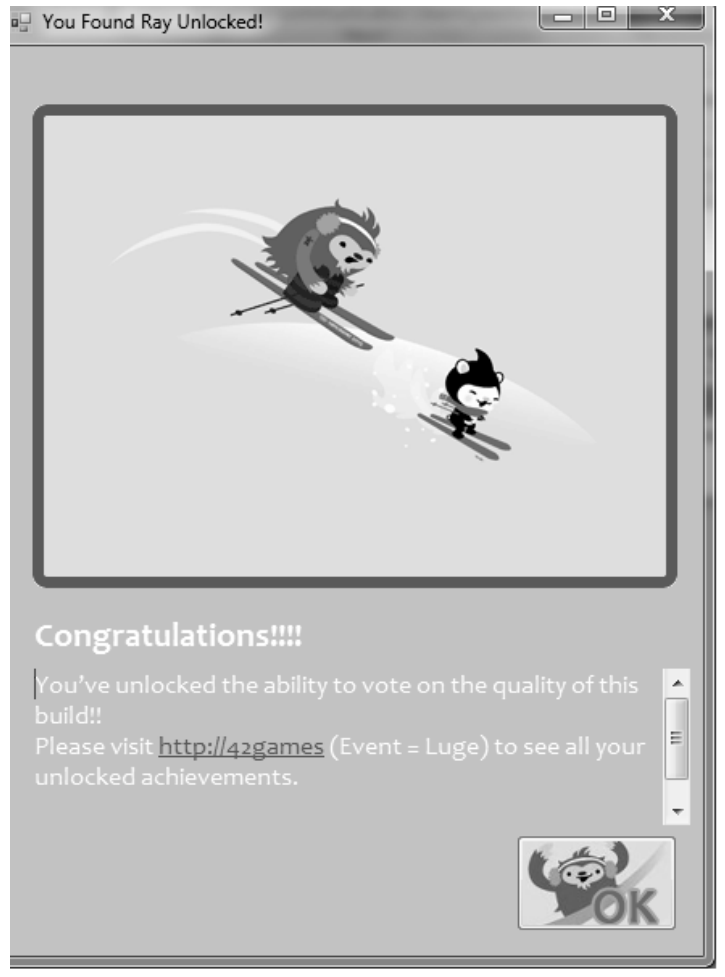 You Found Ray Unlocked!
Congratulations!!!!
You've unlocked the ability to vote on the quality of this
build!!
Please visit http://42games (Event = Luge) to see all your
unlocked achievements.
OK